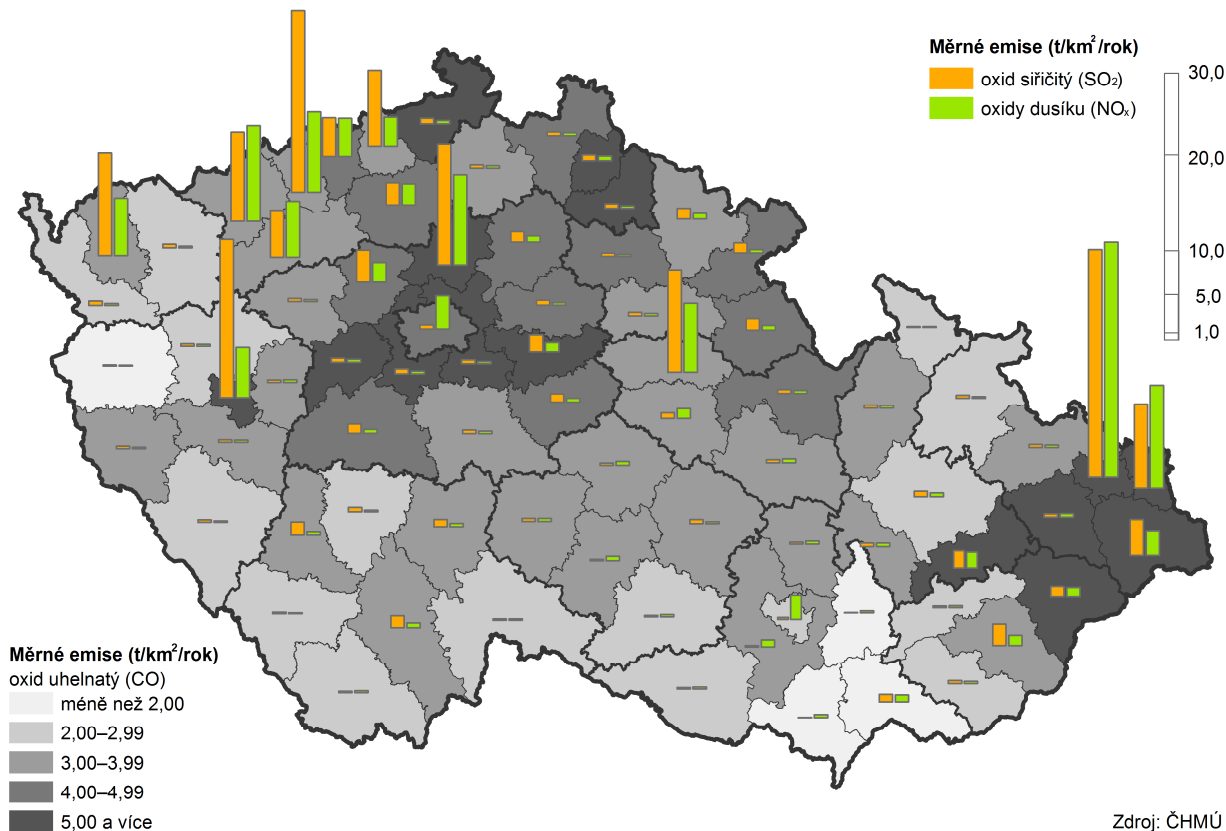 Měrné emise (t/km²/rok)
oxid siřičitý (SO₂)
oxidy dusíku (NOₓ)
30,0
20,0
10,0
5,0
1,0
Měrné emise (t/km²/rok)
oxid uhelnatý (CO)
méně než 2,00
2,00–2,99
3,00–3,99
4,00–4,99
5,00 a více
Zdroj: ČHMÚ